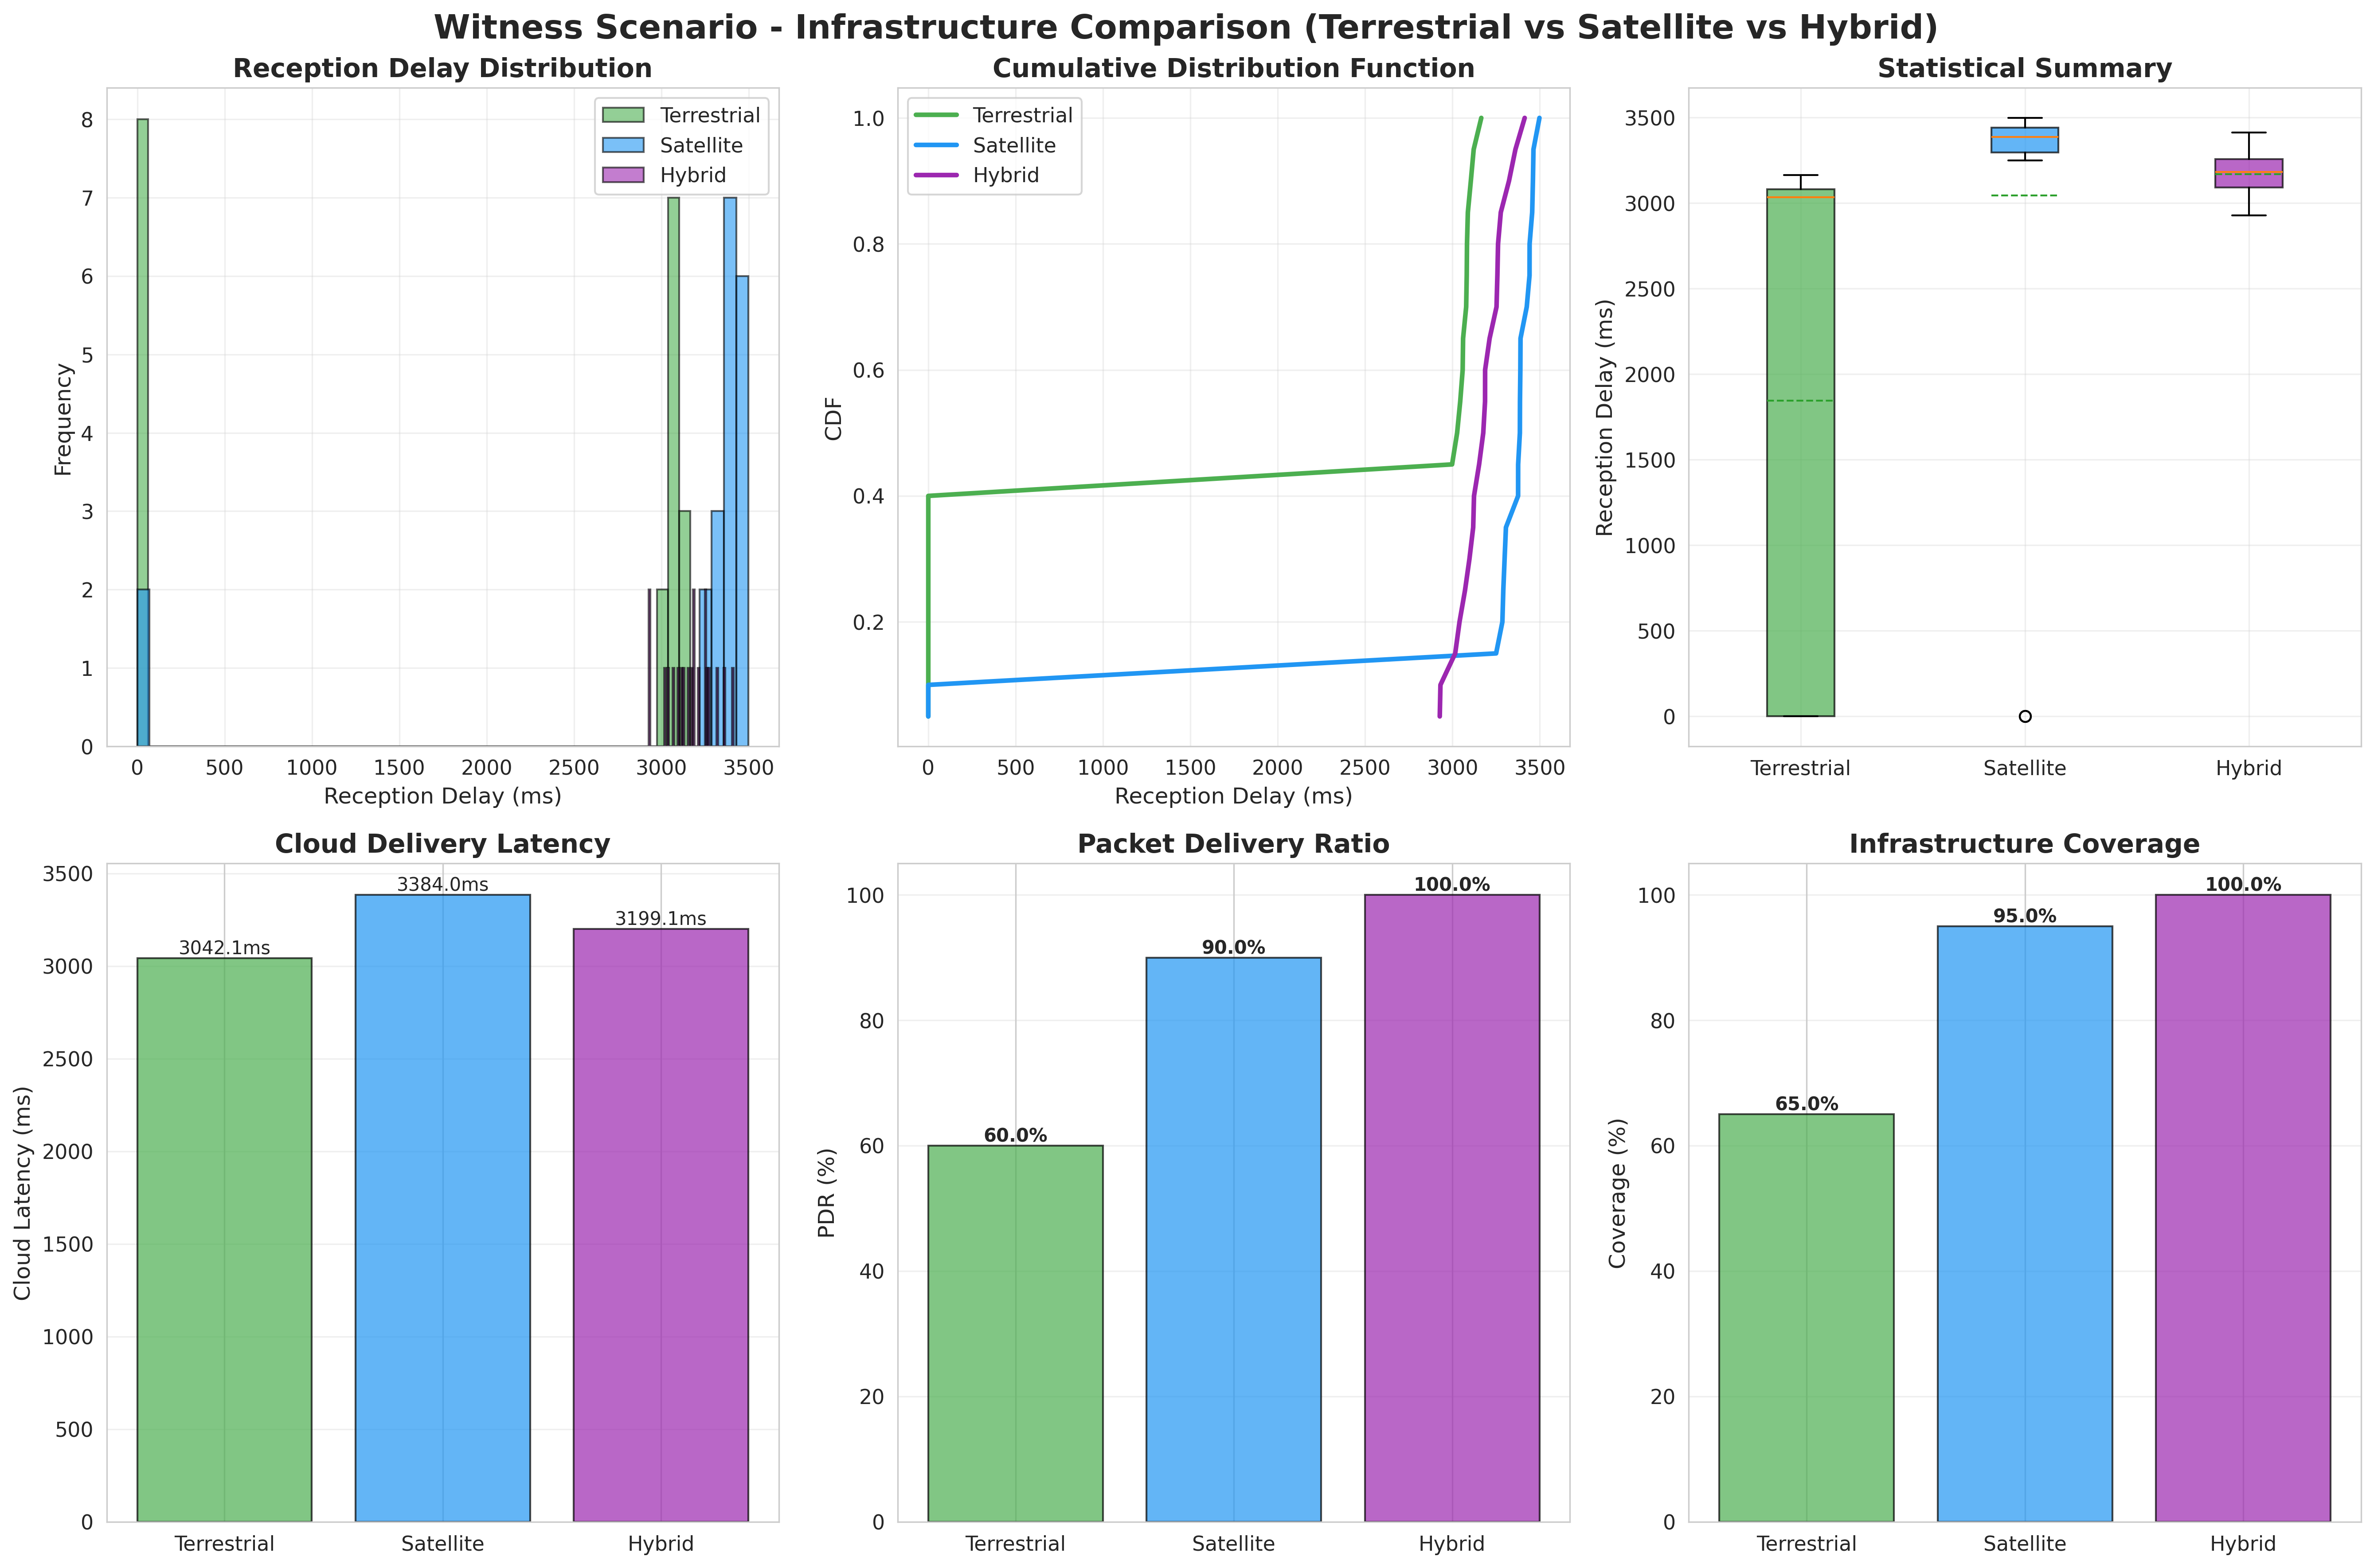 Witness Scenario - Infrastructure Comparison (Terrestrial vs Satellite vs Hybrid)
Reception Delay Distribution
Terrestrial
Satellite
Hybrid
Frequency
8
7
6
5
4
3
2
1
0
0 500 1000 1500 2000 2500 3000 3500
Reception Delay (ms)
Cumulative Distribution Function
Terrestrial
Satellite
Hybrid
CDF
1.0
0.8
0.6
0.4
0.2
0 500 1000 1500 2000 2500 3000 3500
Reception Delay (ms)
Statistical Summary
Reception Delay (ms)
3500
3000
2500
2000
1500
1000
500
0
Terrestrial Satellite Hybrid
Cloud Delivery Latency
Cloud Latency (ms)
3500
3000
2500
2000
1500
1000
500
0
3042.1ms
3384.0ms
3199.1ms
Terrestrial Satellite Hybrid
Packet Delivery Ratio
PDR (%)
100
80
60
40
20
0
60.0%
90.0%
100.0%
Terrestrial Satellite Hybrid
Infrastructure Coverage
Coverage (%)
100
80
60
40
20
0
65.0%
95.0%
100.0%
Terrestrial Satellite Hybrid